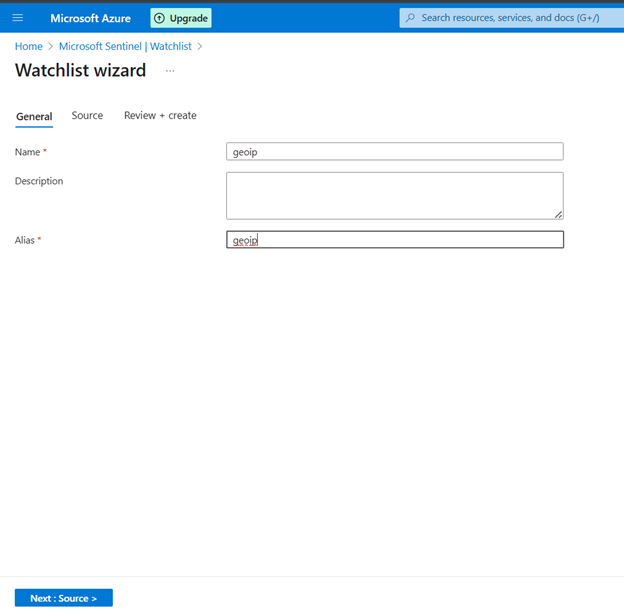 Microsoft Azure Upgrade Search resources, services, and docs (G+/)
Home > Microsoft Sentinel | Watchlist >
Watchlist wizard ...
General Source Review + create
Name * geoip
Description
Alias * geoip
Next : Source >